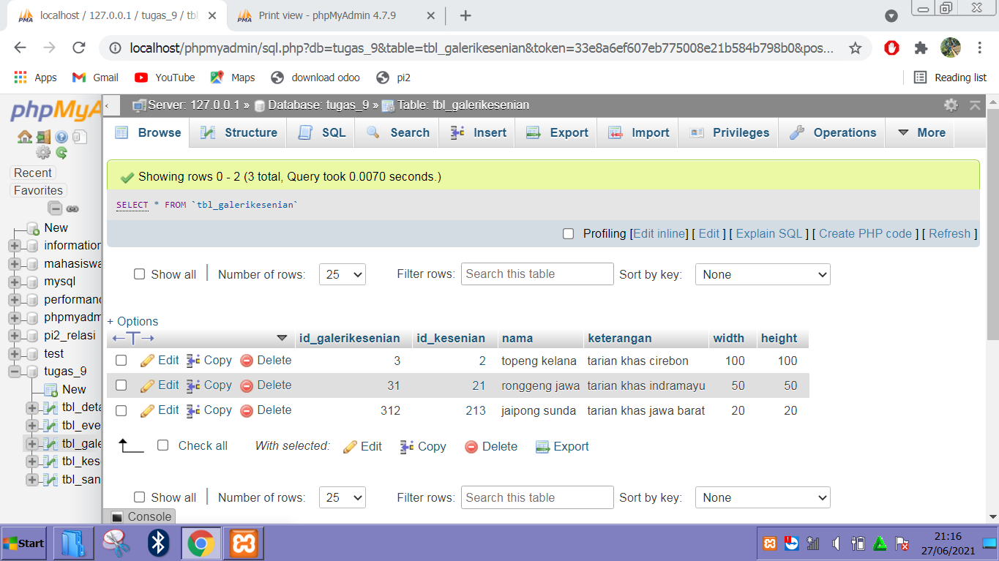 localhost / 127.0.0.1 / tugas_9 / tbl
Print view - phpMyAdmin 4.7.9
localhost/phpmyadmin/sql.php?db=tugas_9&table=tbl_galerikesenian&token=33e8a6ef607eb775008e21b584b798b0&pos...
Apps Gmail YouTube Maps download odoo pi2 Reading list
phpMyA
Server: 127.0.0.1 » Database: tugas_9 » Table: tbl_galerikesenian
Browse Structure SQL Search Insert Export Import Privileges Operations More
Recent
Favorites
New
information
mahasiswa
mysql
performanc
phpmyadm
pi2_relasi
test
tugas_9
New
tbl_deta
tbl_eve
tbl_gale
tbl_kes
tbl_san
Showing rows 0 - 2 (3 total, Query took 0.0070 seconds.)
SELECT * FROM `tbl_galerikesenian`
Profiling [Edit inline] [ Edit ] [ Explain SQL ] [ Create PHP code ] [ Refresh ]
Show all Number of rows: 25 Filter rows: Search this table Sort by key: None
+ Options
id_galerikesenian id_kesenian nama keterangan width height
Edit Copy Delete 3 2 topeng kelana tarian khas cirebon 100 100
Edit Copy Delete 31 21 ronggeng jawa tarian khas indramayu 50 50
Edit Copy Delete 312 213 jaipong sunda tarian khas jawa barat 20 20
Check all With selected: Edit Copy Delete Export
Show all Number of rows: 25 Filter rows: Search this table Sort by key: None
Console
Start
21:16
27/06/2021